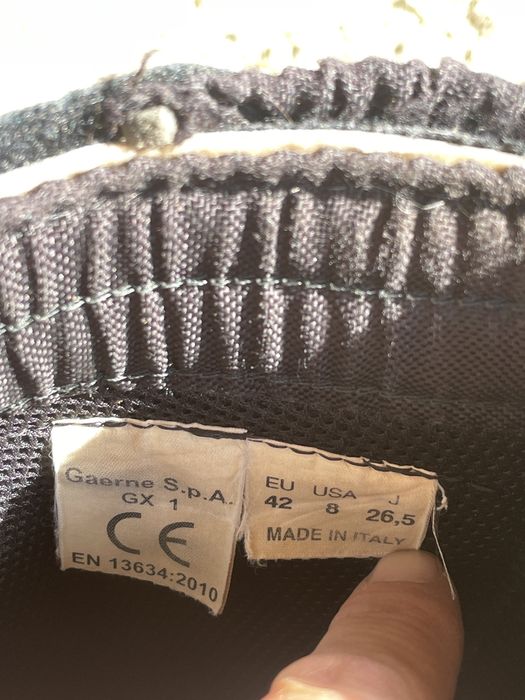 Gaerne S.p.A.
GX 1
CE
EN 13634:2010
EU USA J
42 8 26,5
MADE IN ITALY